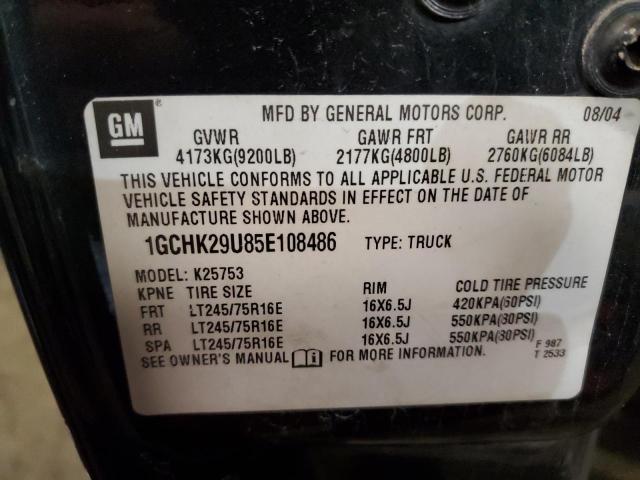 GM
MFD BY GENERAL MOTORS CORP. 08/04
GVWR GAWR FRT GAWR RR
4173KG(9200LB) 2177KG(4800LB) 2760KG(6084LB)
THIS VEHICLE CONFORMS TO ALL APPLICABLE U.S. FEDERAL MOTOR
VEHICLE SAFETY STANDARDS IN EFFECT ON THE DATE OF
MANUFACTURE SHOWN ABOVE.
1GCHK29U85E108486 TYPE: TRUCK
MODEL: K25753
KPNE TIRE SIZE RIM COLD TIRE PRESSURE
FRT LT245/75R16E 16X6.5J 420KPA(60PSI)
RR LT245/75R16E 16X6.5J 550KPA(80PSI)
SPA LT245/75R16E 16X6.5J 550KPA(80PSI)
F 987
T 2533
SEE OWNER'S MANUAL i FOR MORE INFORMATION.